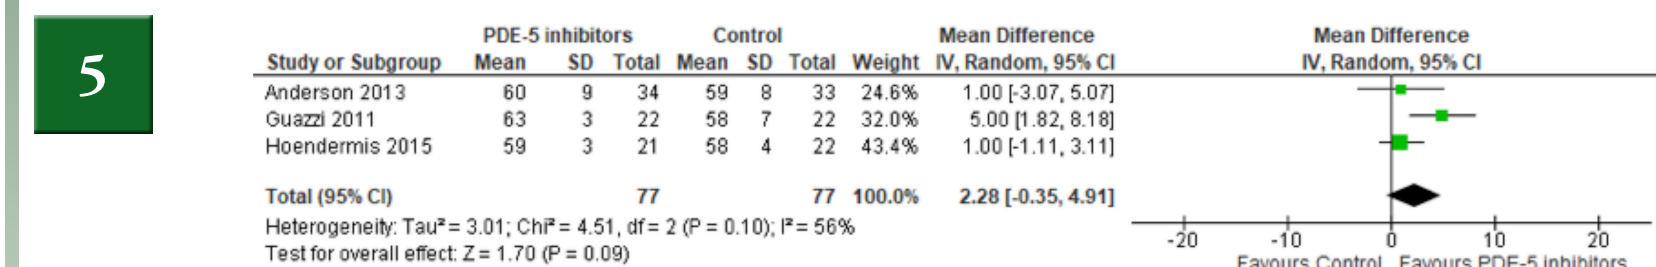 5
PDE-5 inhibitors Control Mean Difference Mean Difference
Study or Subgroup Mean SD Total Mean SD Total Weight IV, Random, 95% CI IV, Random, 95% CI
Anderson 2013 60 9 34 59 8 33 24.6% 1.00 [-3.07, 5.07]
Guazzi 2011 63 3 22 58 7 22 32.0% 5.00 [1.82, 8.18]
Hoendermis 2015 59 3 21 58 4 22 43.4% 1.00 [-1.11, 3.11]
Total (95% CI) 77 77 100.0% 2.28 [-0.35, 4.91]
Heterogeneity: Tau² = 3.01; Chi² = 4.51, df = 2 (P = 0.10); I² = 56%
Test for overall effect: Z = 1.70 (P = 0.09)
-20 -10 0 10 20
Favours Control Favours PDE-5 inhibitors